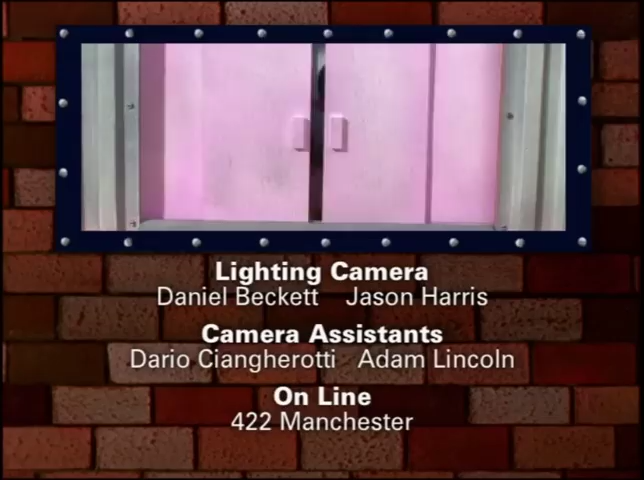 Lighting Camera
Daniel Beckett Jason Harris
Camera Assistants
Dario Ciangherotti Adam Lincoln
On Line
422 Manchester